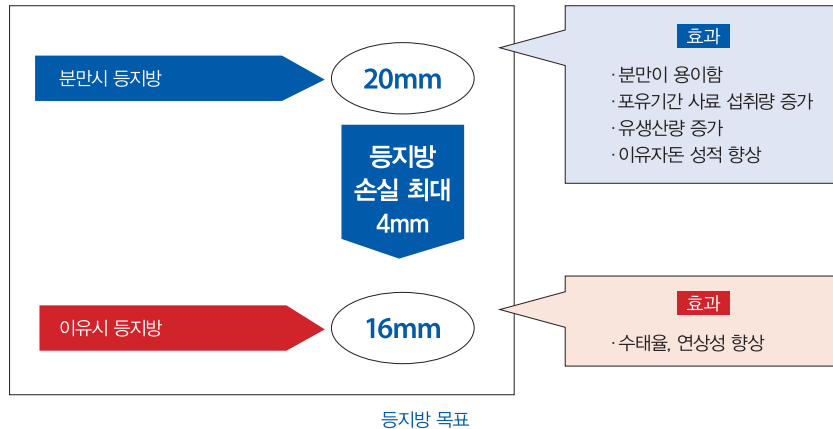 효과
분만시 등지방
20mm
·분만이 용이함
·포유기간 사료 섭취량 증가
·유생산량 증가
·이유자돈 성적 향상
등지방
손실 최대
4mm
이유시 등지방
16mm
효과
·수태율, 연상성 향상
등지방 목표